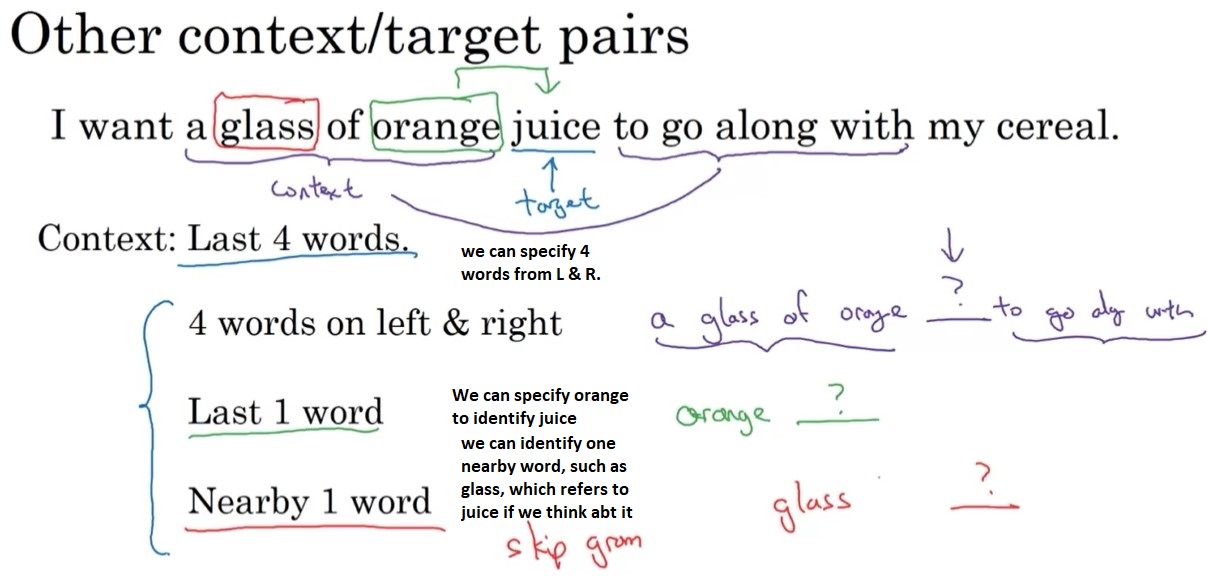 Other context/target pairs
I want a glass of orange juice to go along with my cereal.
context
target
Context: Last 4 words.
we can specify 4
words from L & R.
4 words on left & right
a glass of orage ? to go alg with
Last 1 word
We can specify orange
to identify juice
orange ?
we can identify one
nearby word, such as
glass, which refers to
juice if we think abt it
Nearby 1 word
glass ?
skip gram